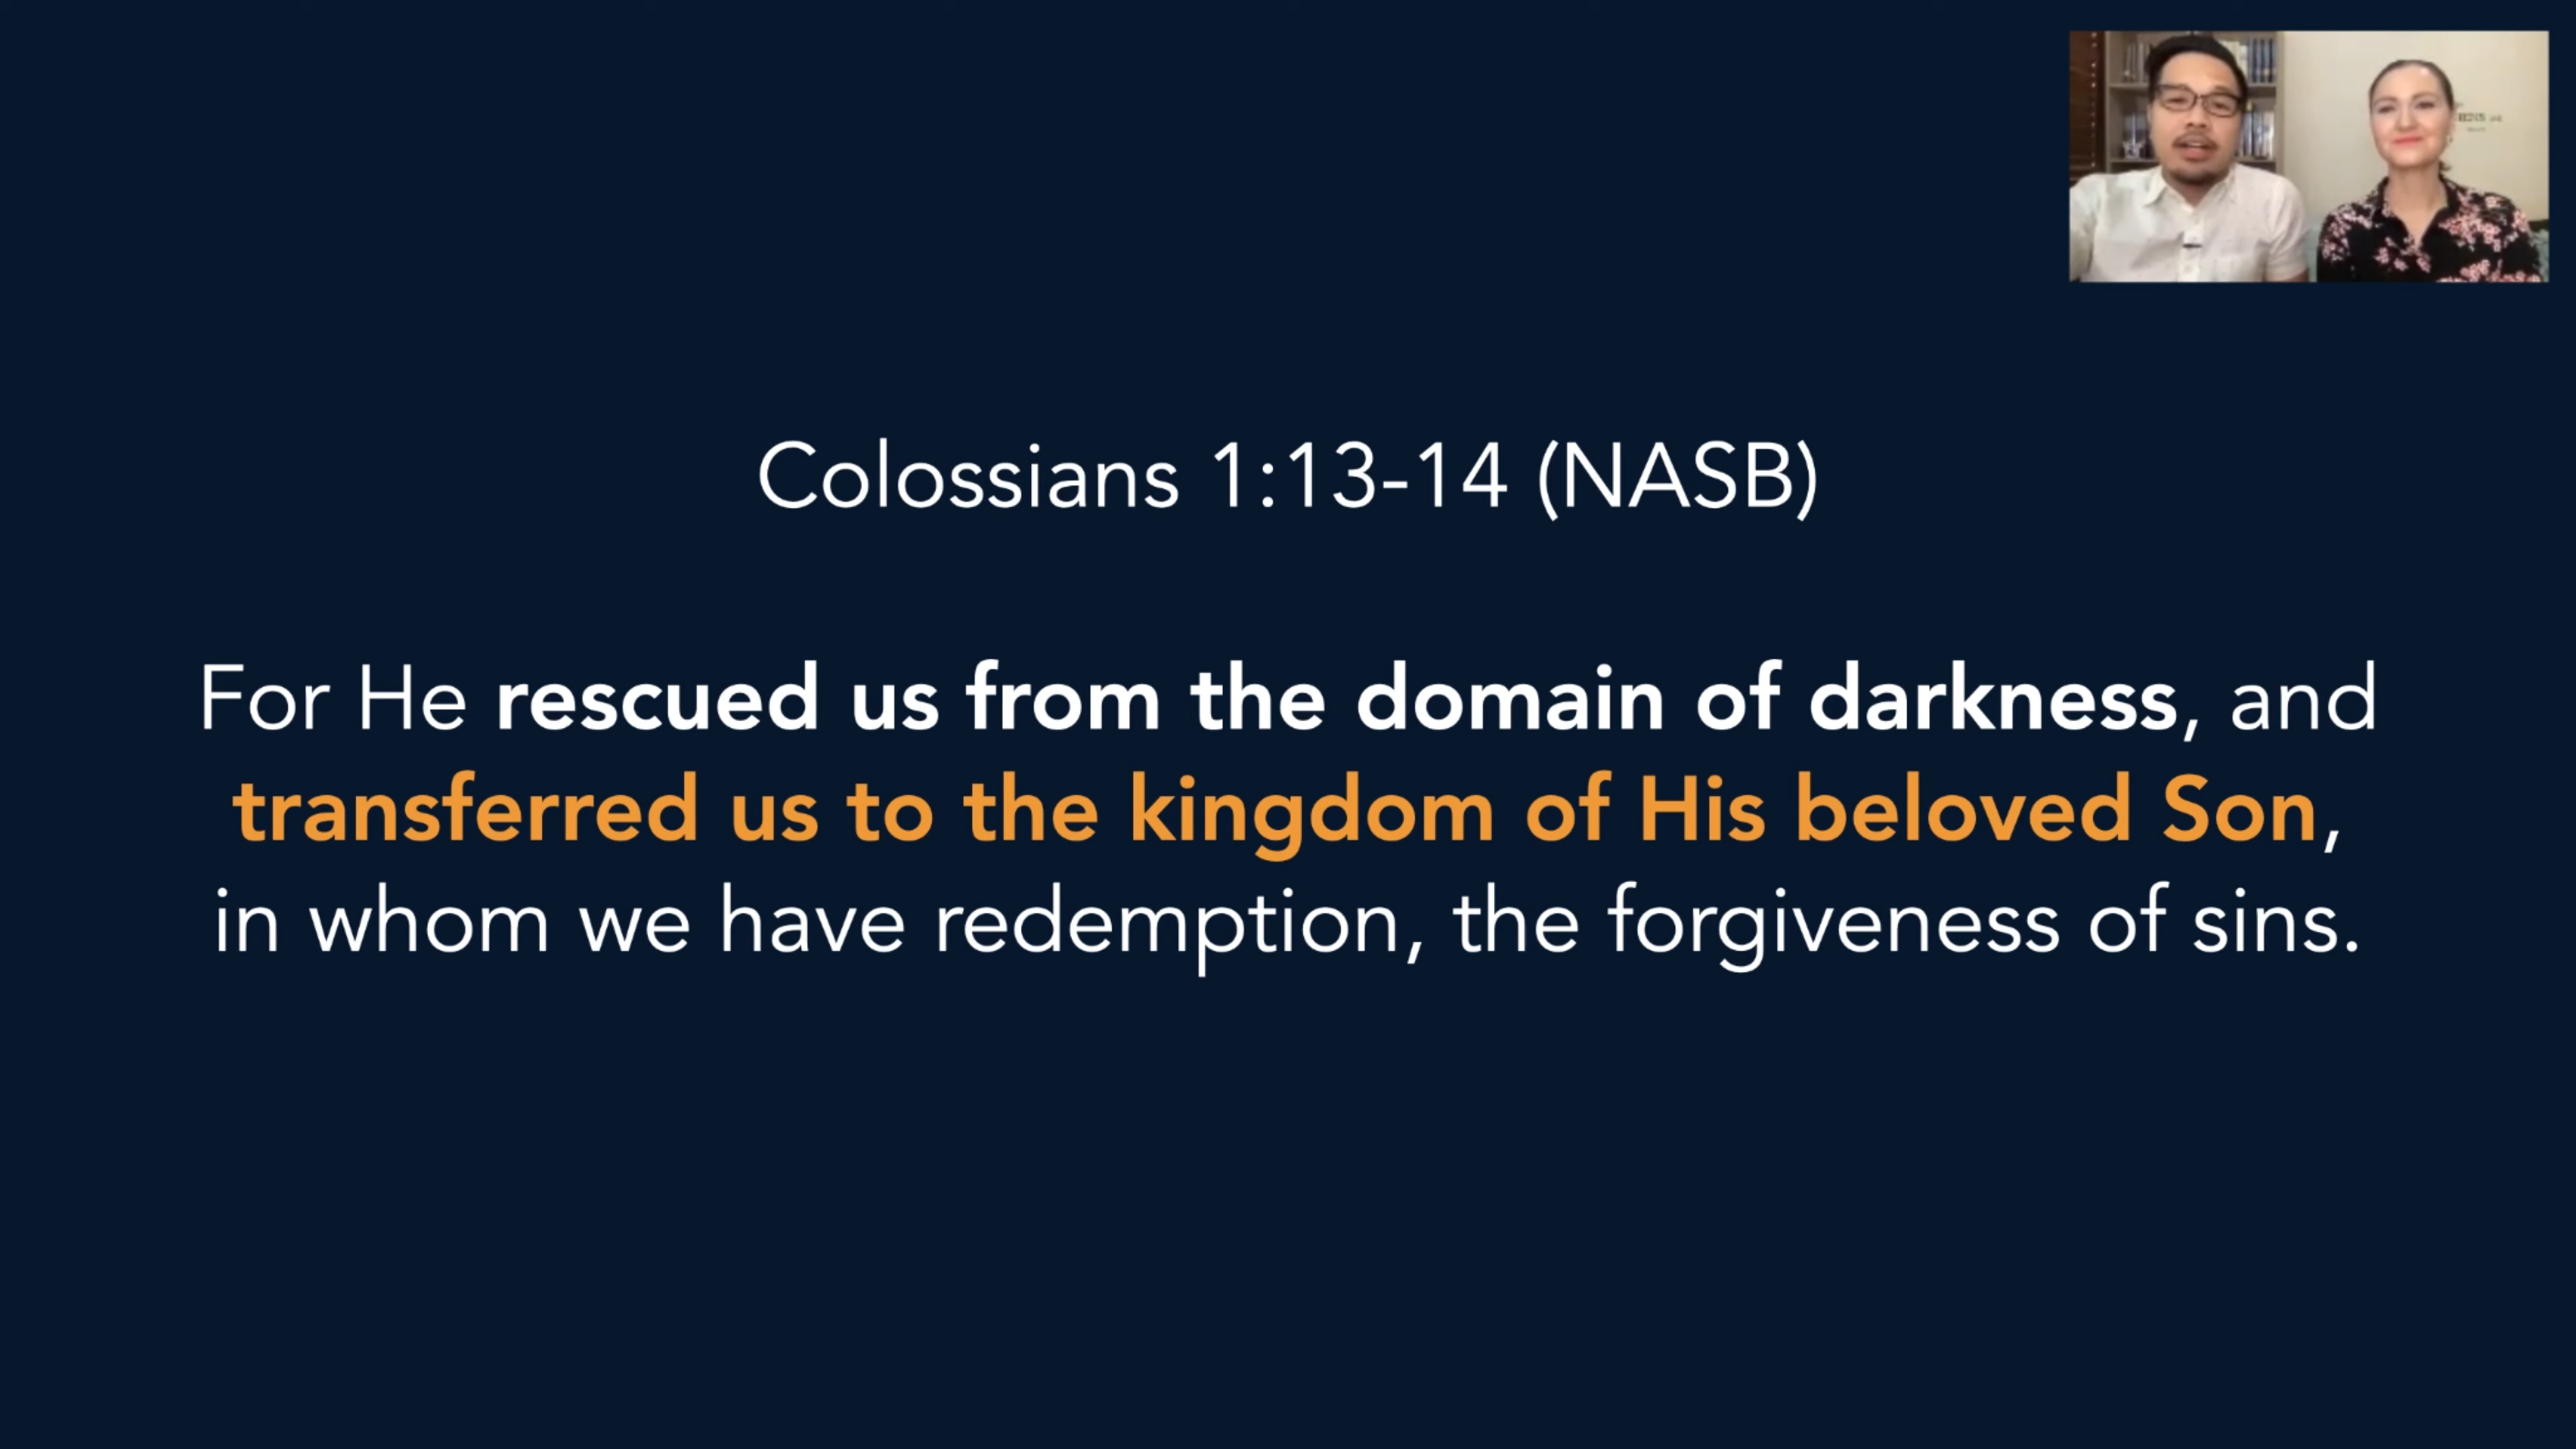 Colossians 1:13-14 (NASB)
For He rescued us from the domain of darkness, and
transferred us to the kingdom of His beloved Son,
in whom we have redemption, the forgiveness of sins.